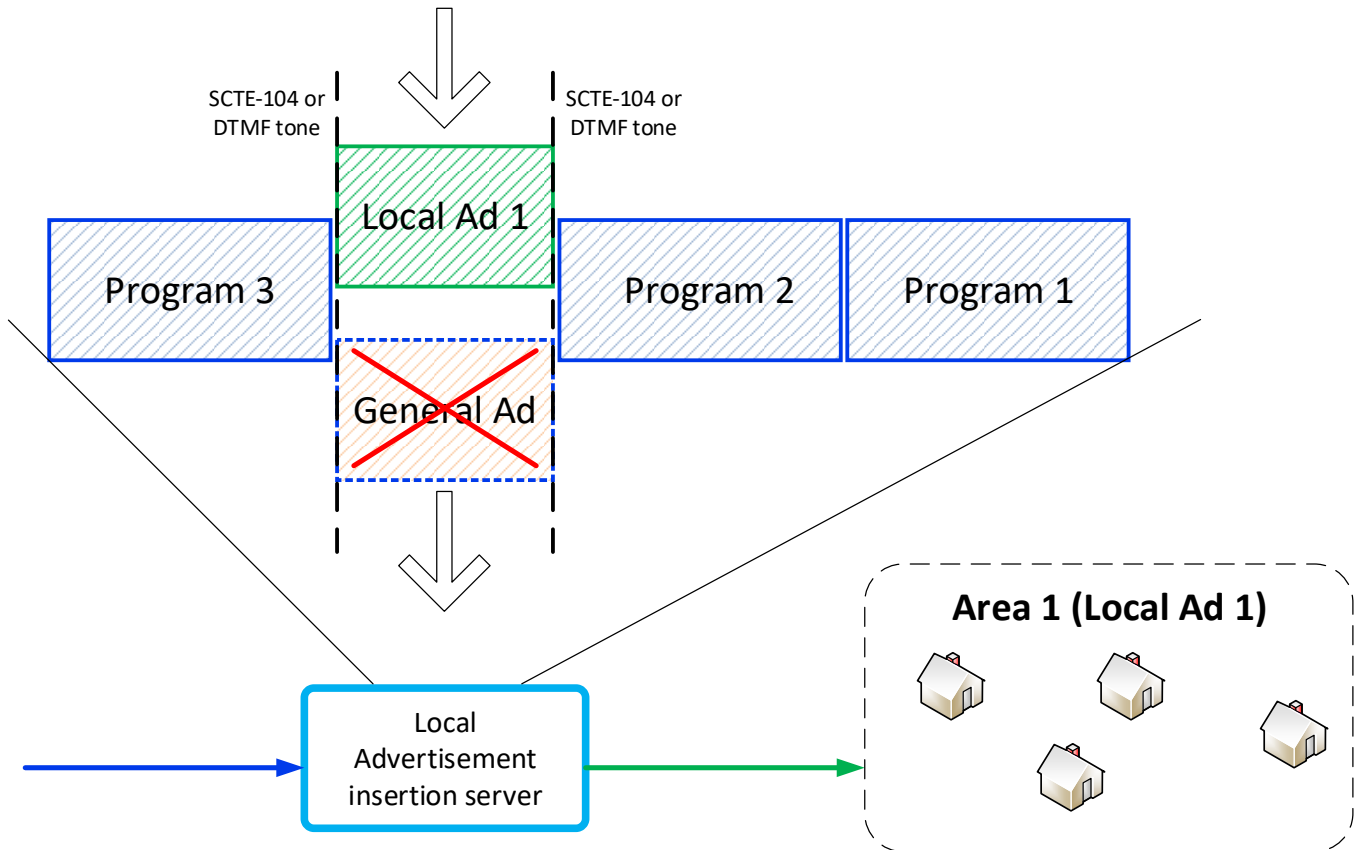 SCTE-104 or
DTMF tone
SCTE-104 or
DTMF tone
Local Ad 1
Program 3
Program 2
Program 1
General Ad
Area 1 (Local Ad 1)
Local
Advertisement
insertion server